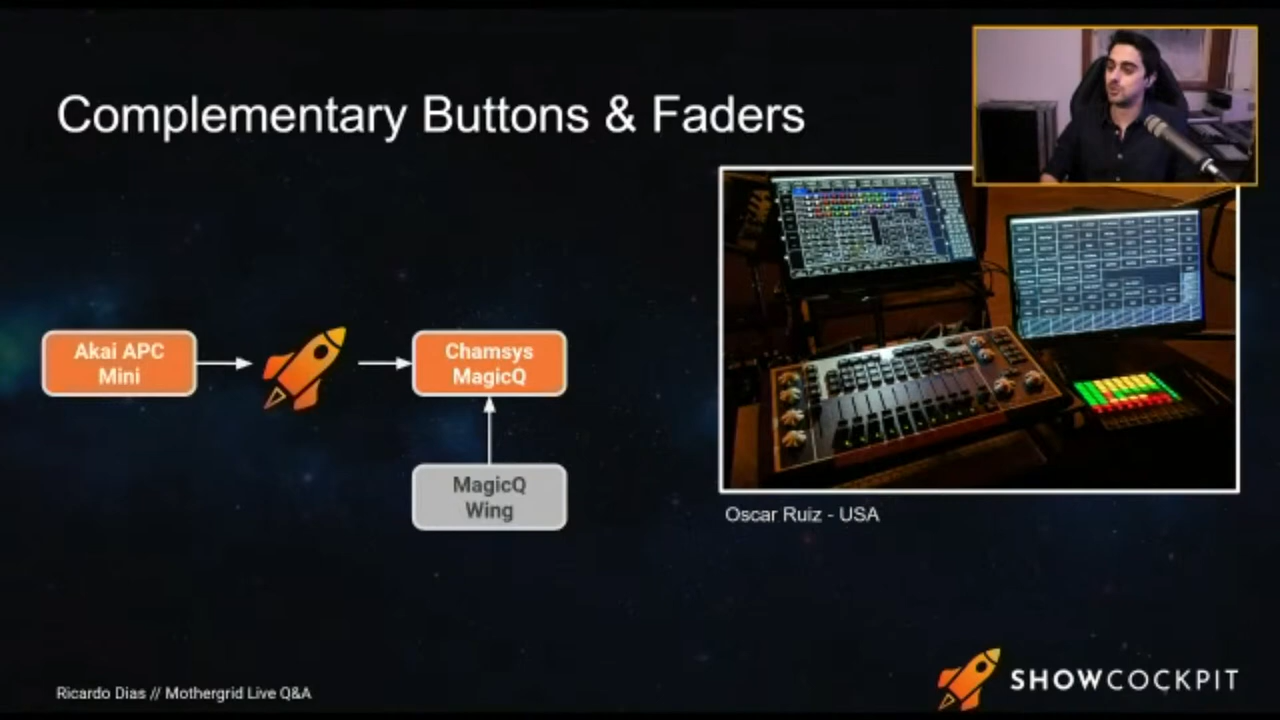 Complementary Buttons & Faders
Akai APC
Mini
Chamsys
MagicQ
MagicQ
Wing
Oscar Ruiz - USA
Ricardo Dias // Mothergrid Live Q&A
SHOWCOCKPIT